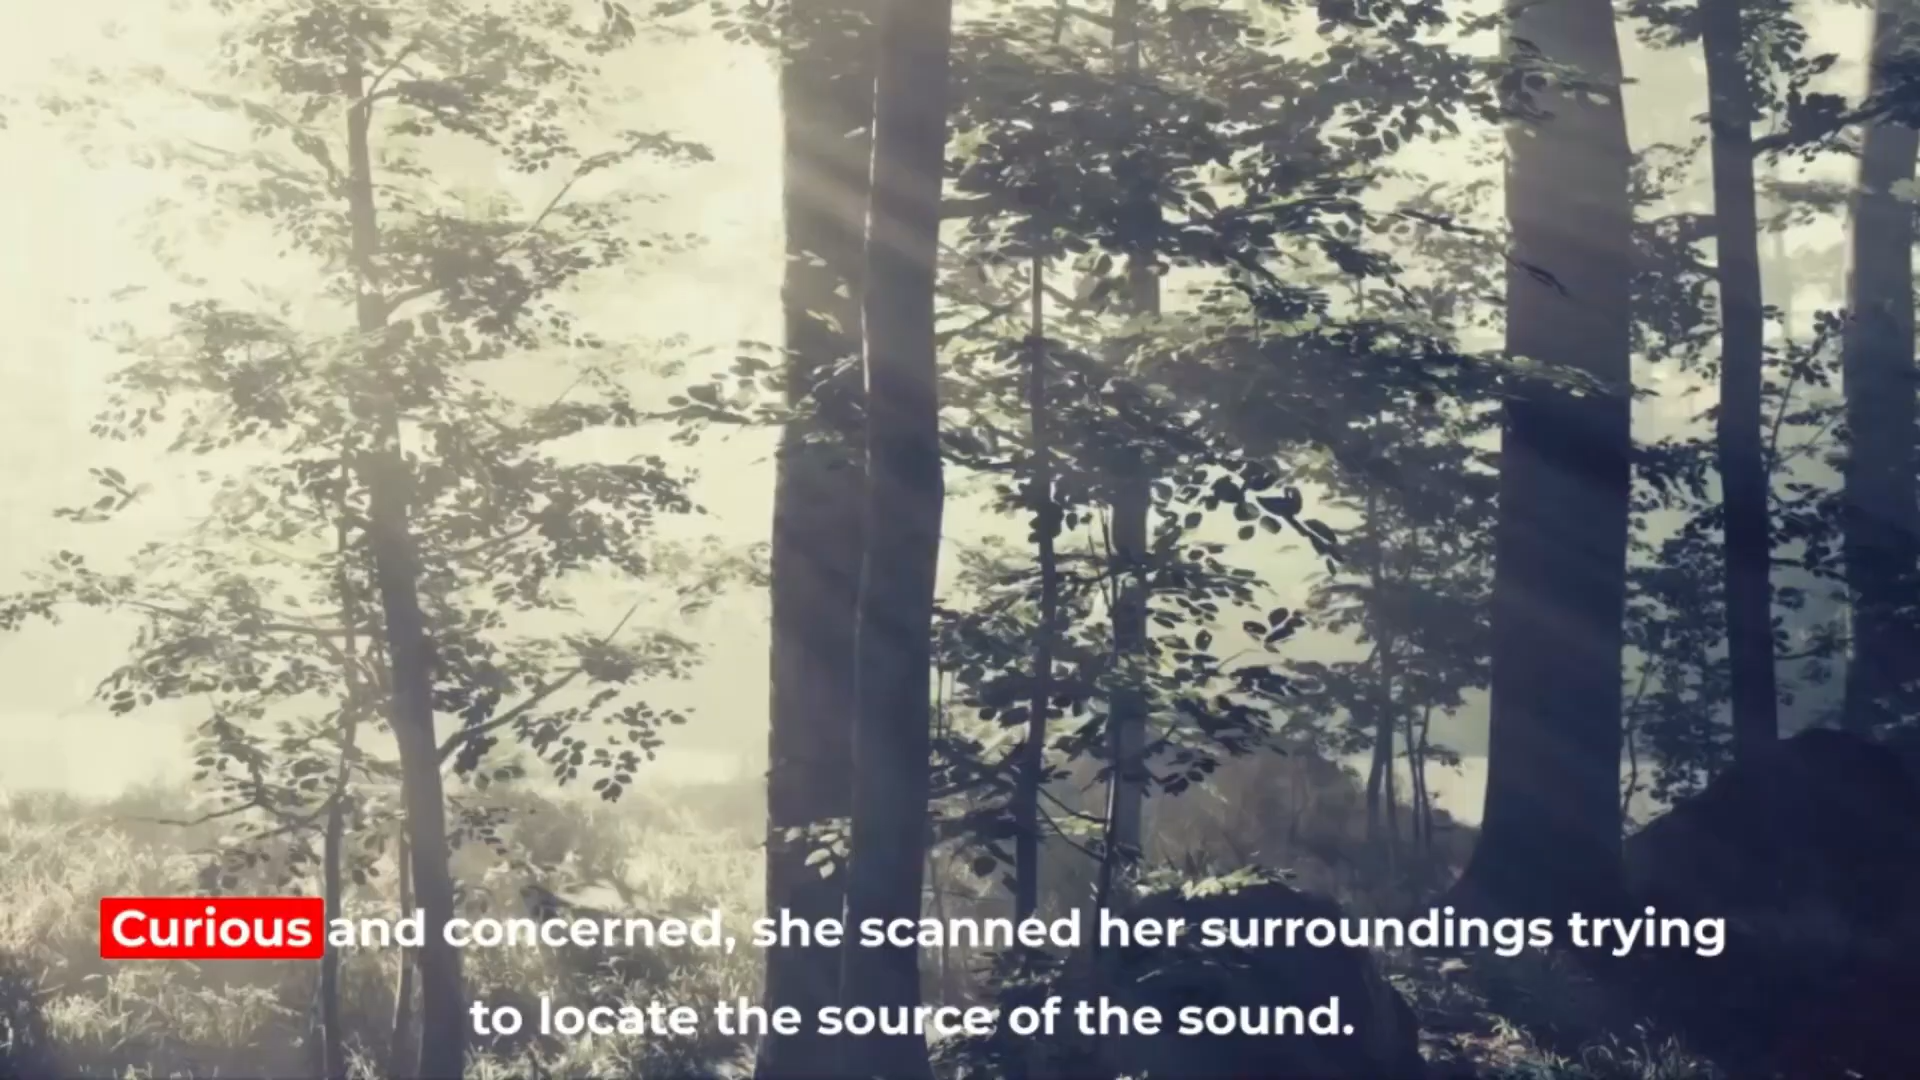 Curious and concerned, she scanned her surroundings trying
to locate the source of the sound.